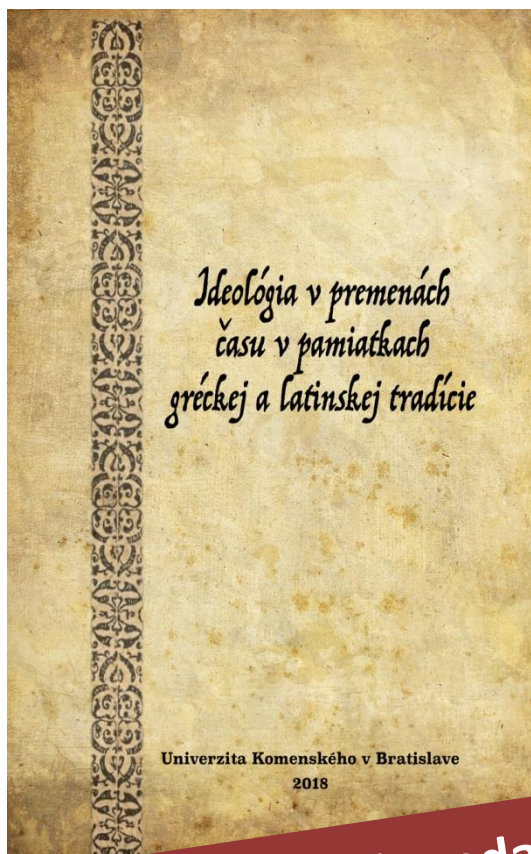 Ideológia v premenách
času v pamiatkach
gréckej a latinskej tradície
Univerzita Komenského v Bratislave
2018